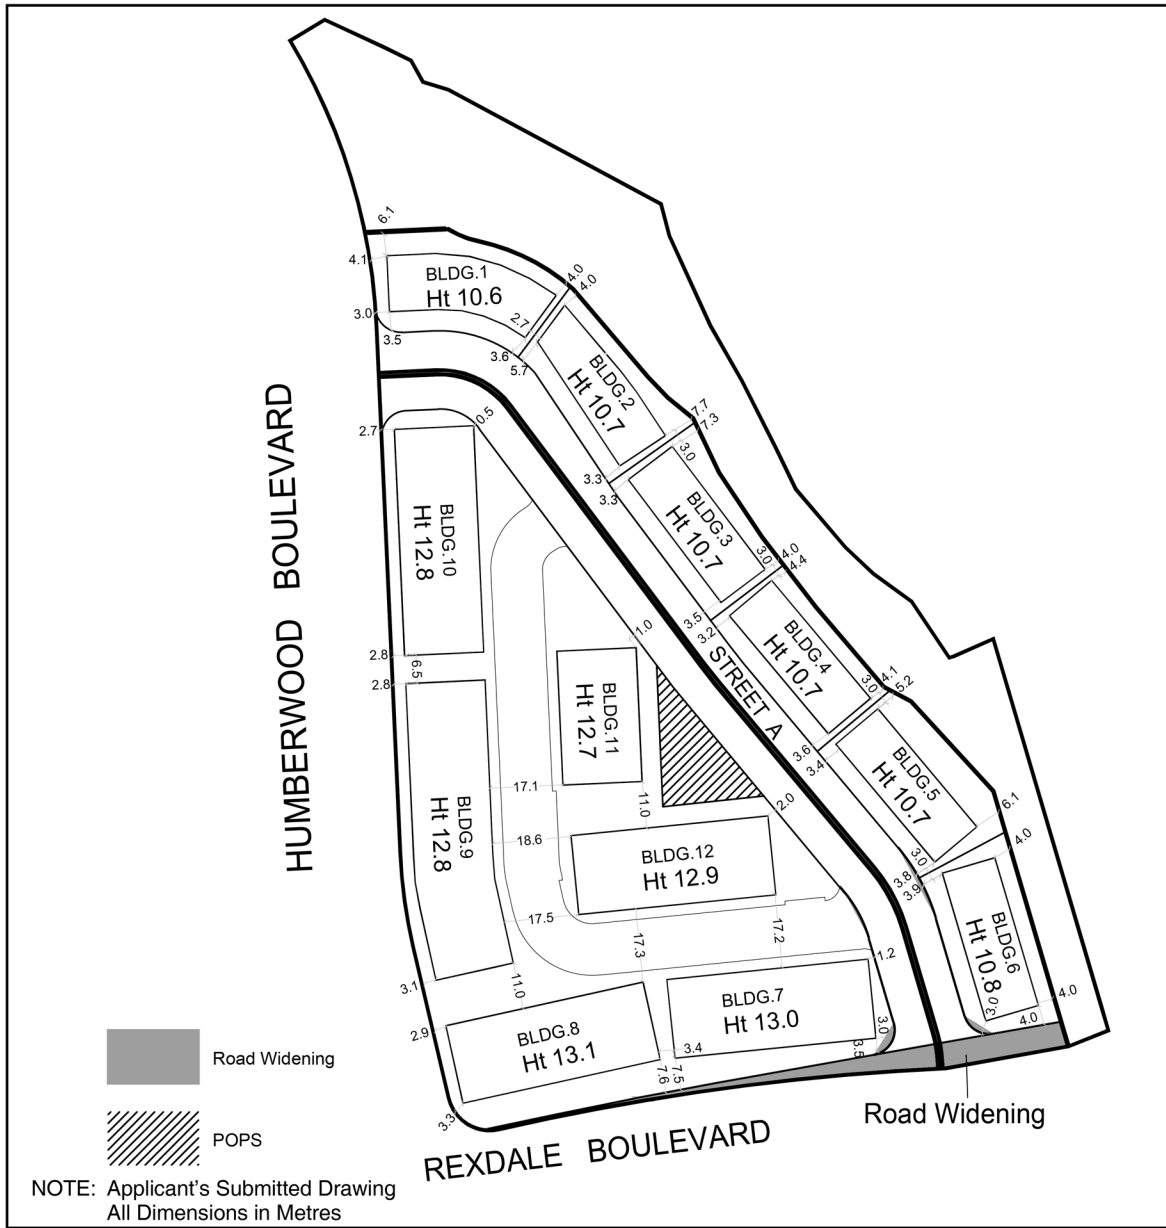 6.1
4.1
BLDG.1
Ht 10.6
4.0
4.0
3.0
3.5
2.7
3.6
5.7
BLDG.2
Ht 10.7
7.7
7.3
3.0
3.3
3.3
BLDG.3
Ht 10.7
3.0
4.0
4.4
3.5
3.2
BLDG.4
Ht 10.7
3.0
4.1
5.2
3.6
3.4
BLDG.5
Ht 10.7
6.1
4.0
3.0
3.8
3.9
BLDG.6
Ht 10.8
3.0
4.0
4.0
STREET A
HUMBERWOOD BOULEVARD
2.7
0.5
BLDG.10
Ht 12.8
2.8
6.5
2.8
1.0
BLDG.11
Ht 12.7
BLDG.9
Ht 12.8
17.1
11.0
2.0
18.6
BLDG.12
Ht 12.9
17.5
17.3
17.2
1.2
3.1
11.0
2.9
BLDG.8
Ht 13.1
BLDG.7
Ht 13.0
3.0
3.5
3.4
7.6
7.5
3.3
Road Widening
Road Widening
POPS
REXDALE BOULEVARD
NOTE: Applicant's Submitted Drawing
All Dimensions in Metres